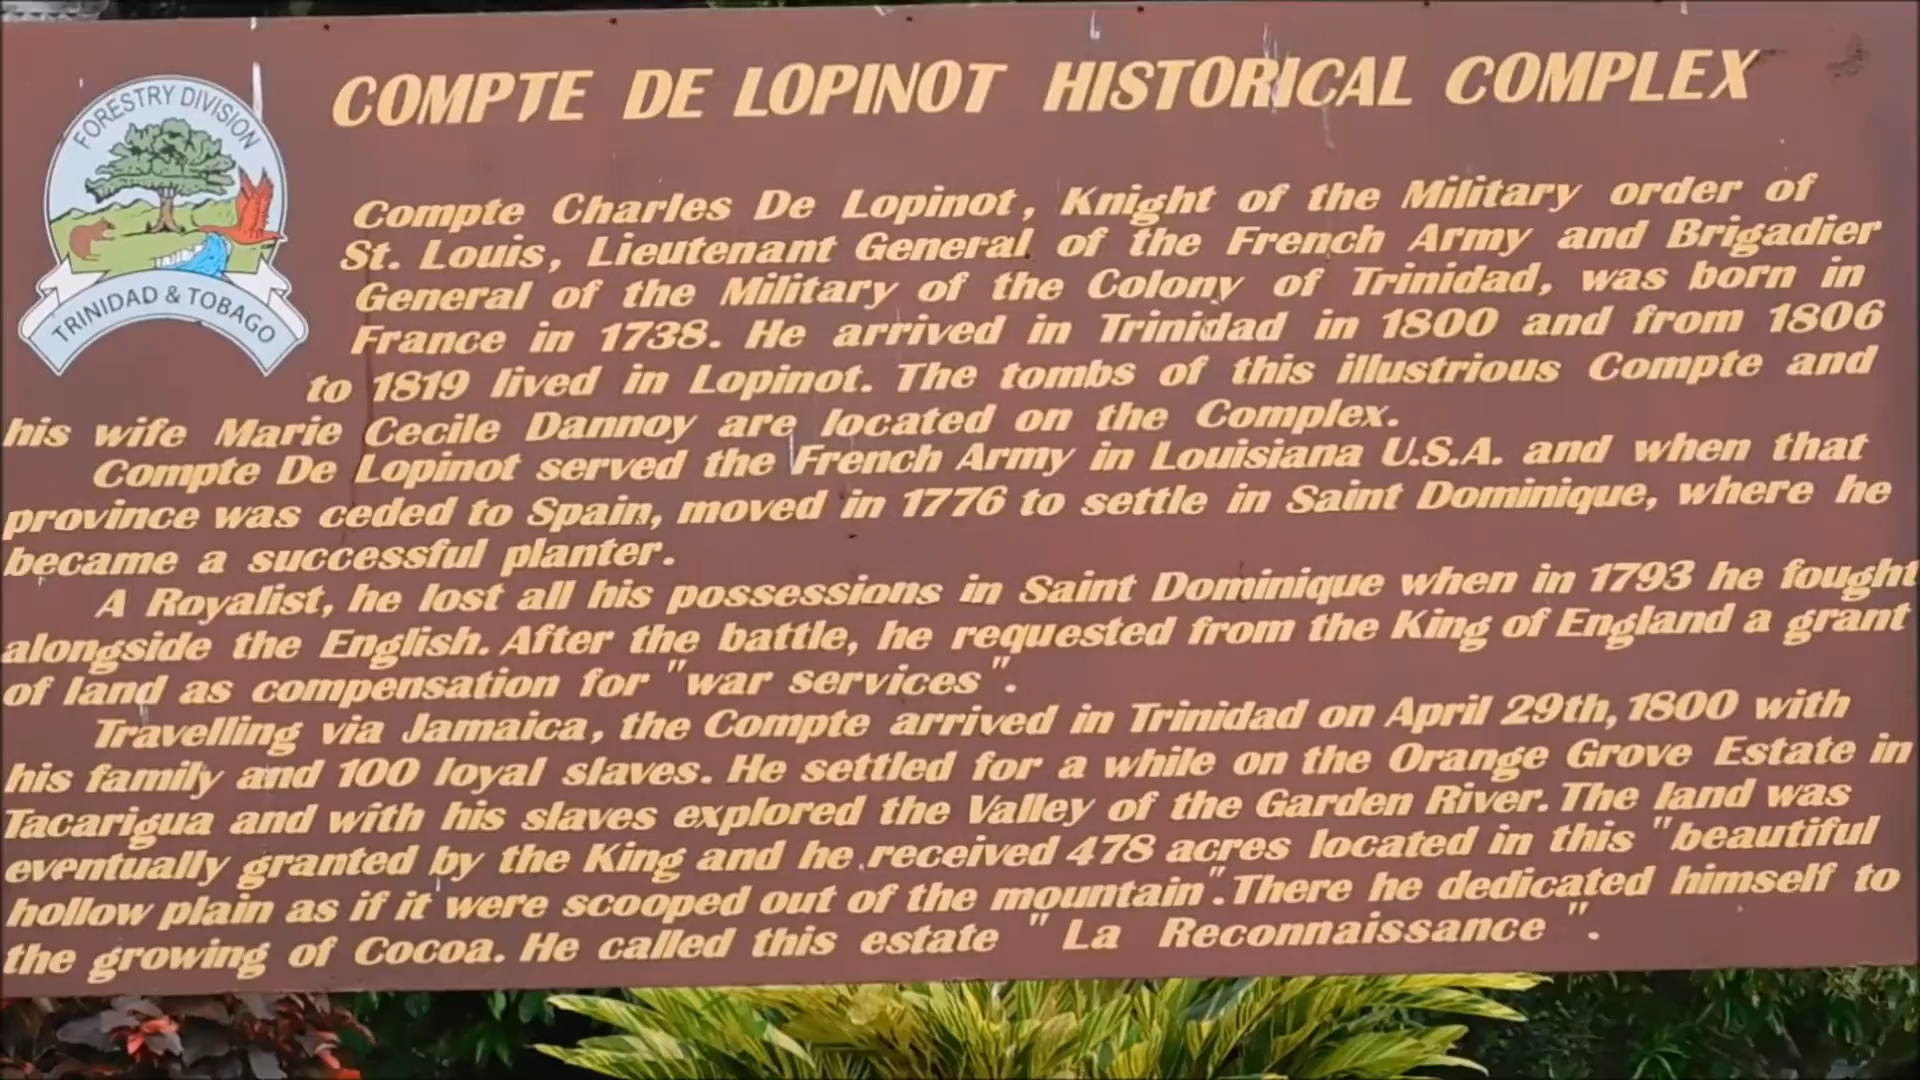 FORESTRY DIVISION
TRINIDAD & TOBAGO
COMPTE DE LOPINOT HISTORICAL COMPLEX
Compte Charles De Lopinot, Knight of the Military order of
St. Louis, Lieutenant General of the French Army and Brigadier
General of the Military of the Colony of Trinidad, was born in
France in 1738. He arrived in Trinidad in 1800 and from 1806
to 1819 lived in Lopinot. The tombs of this illustrious Compte and
his wife Marie Cecile Dannoy are located on the Complex.
Compte De Lopinot served the French Army in Louisiana U.S.A. and when that
province was ceded to Spain, moved in 1776 to settle in Saint Dominique, where he
became a successful planter.
A Royalist, he lost all his possessions in Saint Dominique when in 1793 he fought
alongside the English. After the battle, he requested from the King of England a grant
of land as compensation for "war services".
Travelling via Jamaica, the Compte arrived in Trinidad on April 29th, 1800 with
his family and 100 loyal slaves. He settled for a while on the Orange Grove Estate in
Tacarigua and with his slaves explored the Valley of the Garden River. The land was
eventually granted by the King and he received 478 acres located in this "beautiful
hollow plain as if it were scooped out of the mountain". There he dedicated himself to
the growing of Cocoa. He called this estate "La Reconnaissance".